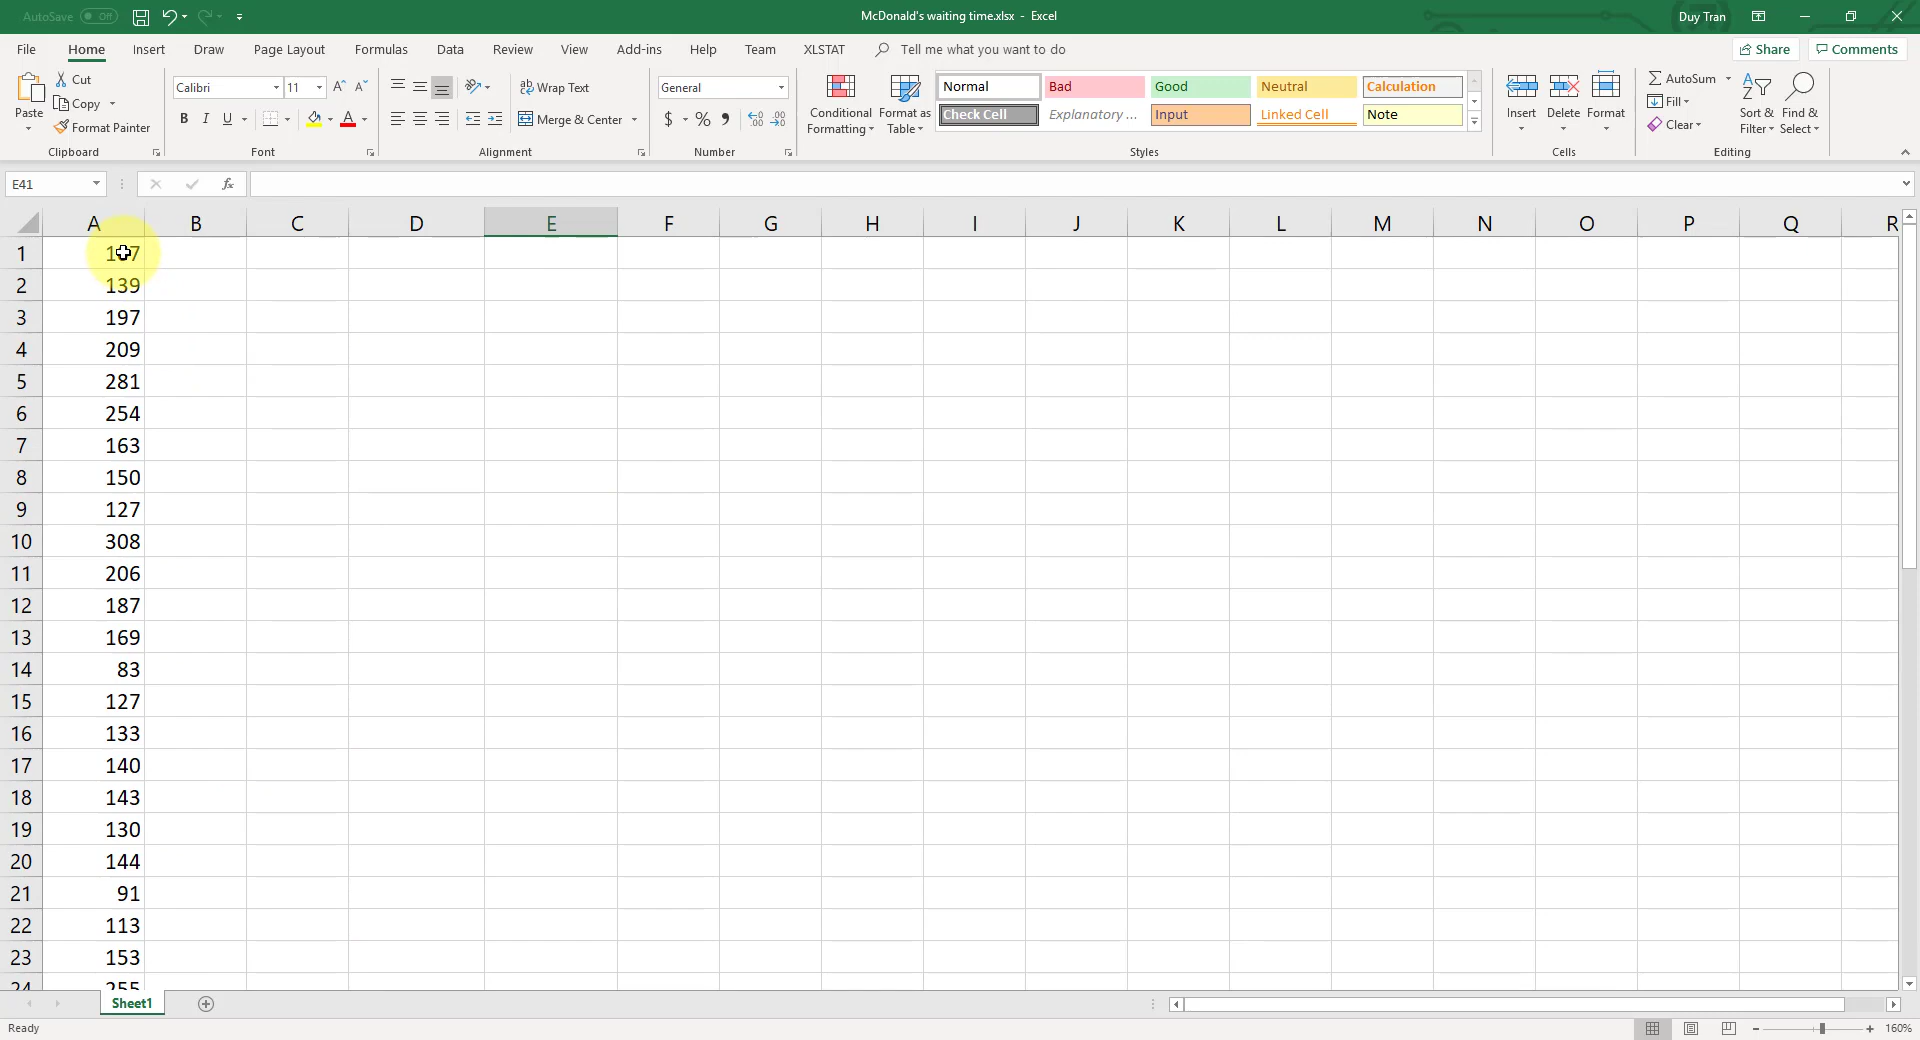 AutoSave Off McDonald's waiting time.xlsx - Excel Duy Tran
File Home Insert Draw Page Layout Formulas Data Review View Add-ins Help Team XLSTAT Tell me what you want to do Share Comments
Paste Cut Copy Format Painter
Calibri 11 B I U A
Wrap Text Merge & Center
General $ % 9
Conditional Formatting Format as Table
Normal Bad Good Neutral Calculation
Check Cell Explanatory ... Input Linked Cell Note
Insert Delete Format
AutoSum Fill Clear Sort & Filter Find & Select
Clipboard Font Alignment Number Styles Cells Editing
E41 fx
A B C D E F G H I J K L M N O P Q R
1
2 139
3 197
4 209
5 281
6 254
7 163
8 150
9 127
10 308
11 206
12 187
13 169
14 83
15 127
16 133
17 140
18 143
19 130
20 144
21 91
22 113
23 153
24 255
Sheet1
Ready 160%